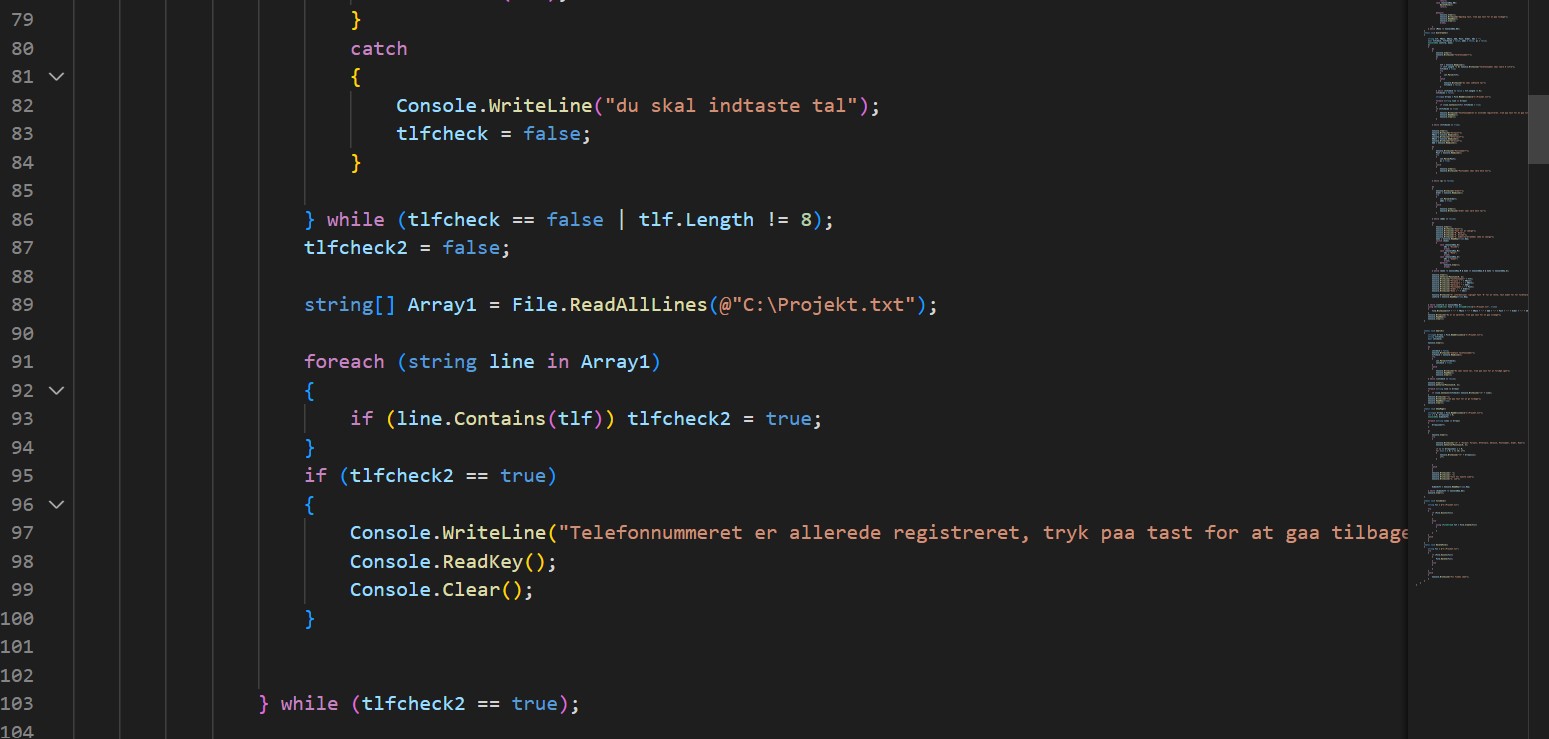 79 }
80 catch
81 {
82 Console.WriteLine("du skal indtaste tal");
83 tlfcheck = false;
84 }
85
86 } while (tlfcheck == false | tlf.Length != 8);
87 tlfcheck2 = false;
88
89 string[] Array1 = File.ReadAllLines(@"C:\Projekt.txt");
90
91 foreach (string line in Array1)
92 {
93 if (line.Contains(tlf)) tlfcheck2 = true;
94 }
95 if (tlfcheck2 == true)
96 {
97 Console.WriteLine("Telefonnummeret er allerede registreret, tryk paa tast for at gaa tilbage
98 Console.ReadKey();
99 Console.Clear();
100 }
101
102
103 } while (tlfcheck2 == true);
104